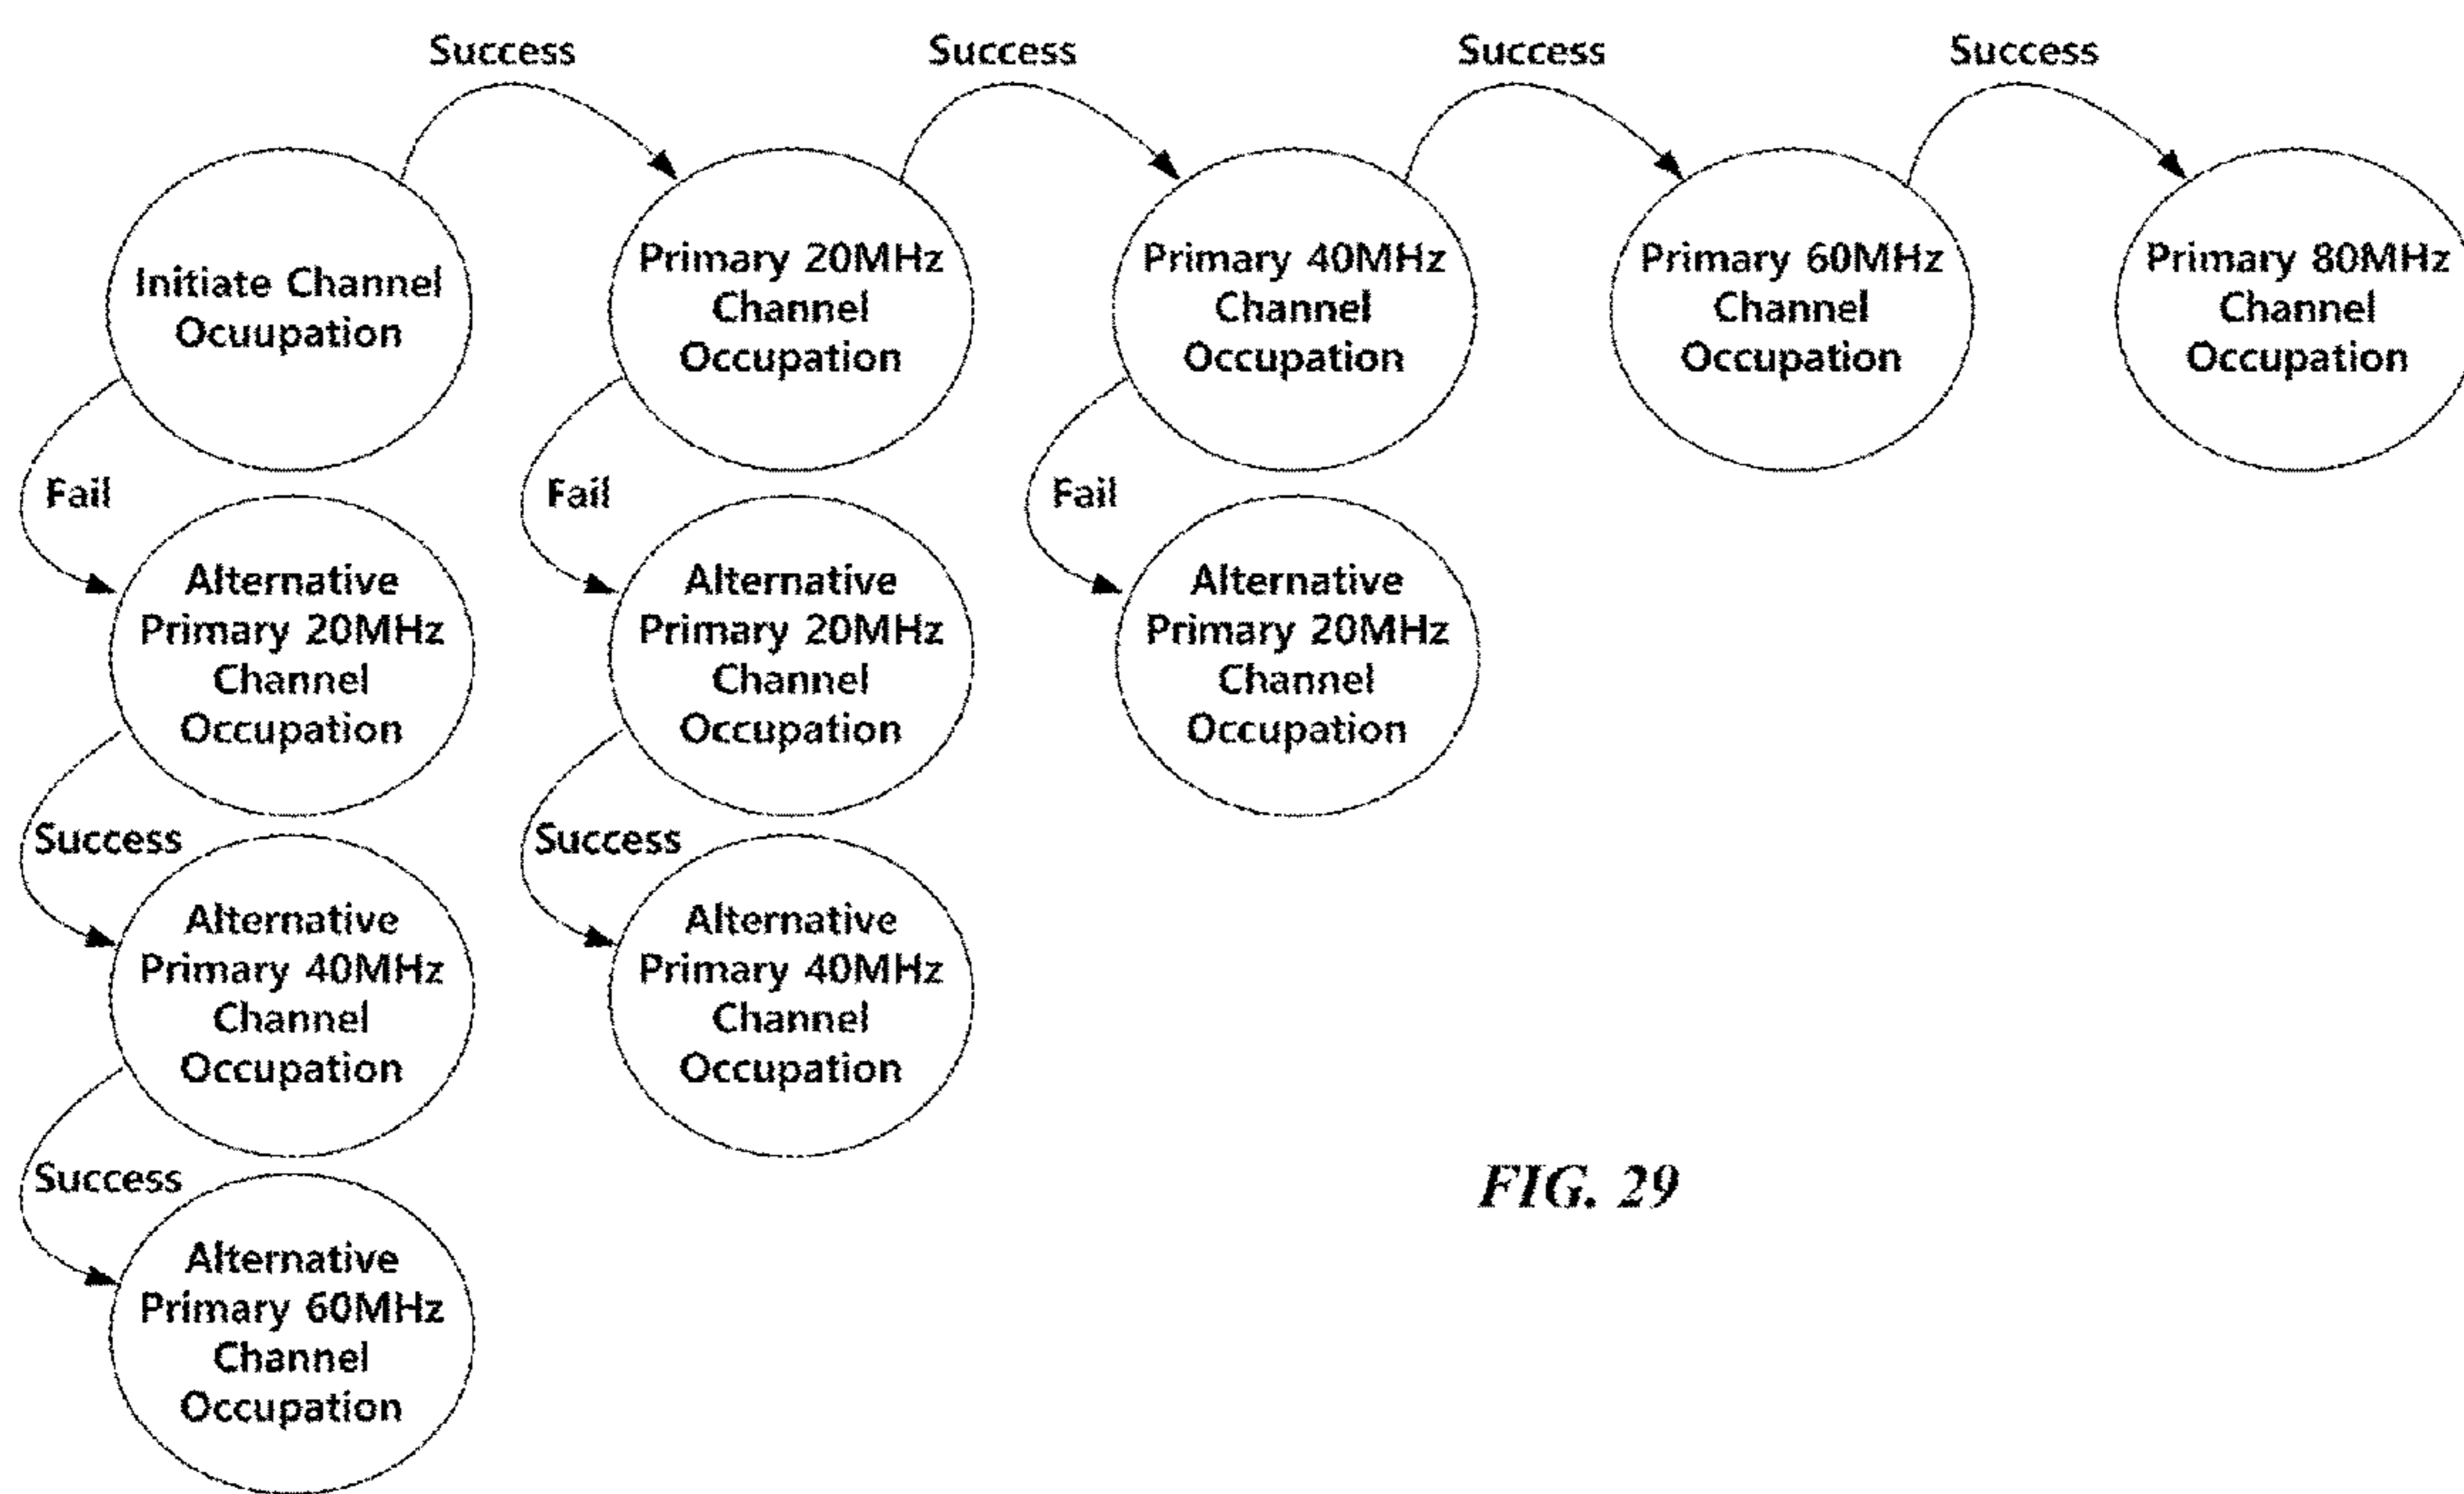 Success
Success
Success
Success
Initiate Channel
Ocuupation
Primary 20MHz
Channel
Occupation
Primary 40MHz
Channel
Occupation
Primary 60MHz
Channel
Occupation
Primary 80MHz
Channel
Occupation
Fail
Fail
Fail
Alternative
Primary 20MHz
Channel
Occupation
Alternative
Primary 20MHz
Channel
Occupation
Alternative
Primary 20MHz
Channel
Occupation
Success
Success
Alternative
Primary 40MHz
Channel
Occupation
Alternative
Primary 40MHz
Channel
Occupation
Success
Alternative
Primary 60MHz
Channel
Occupation
FIG. 29